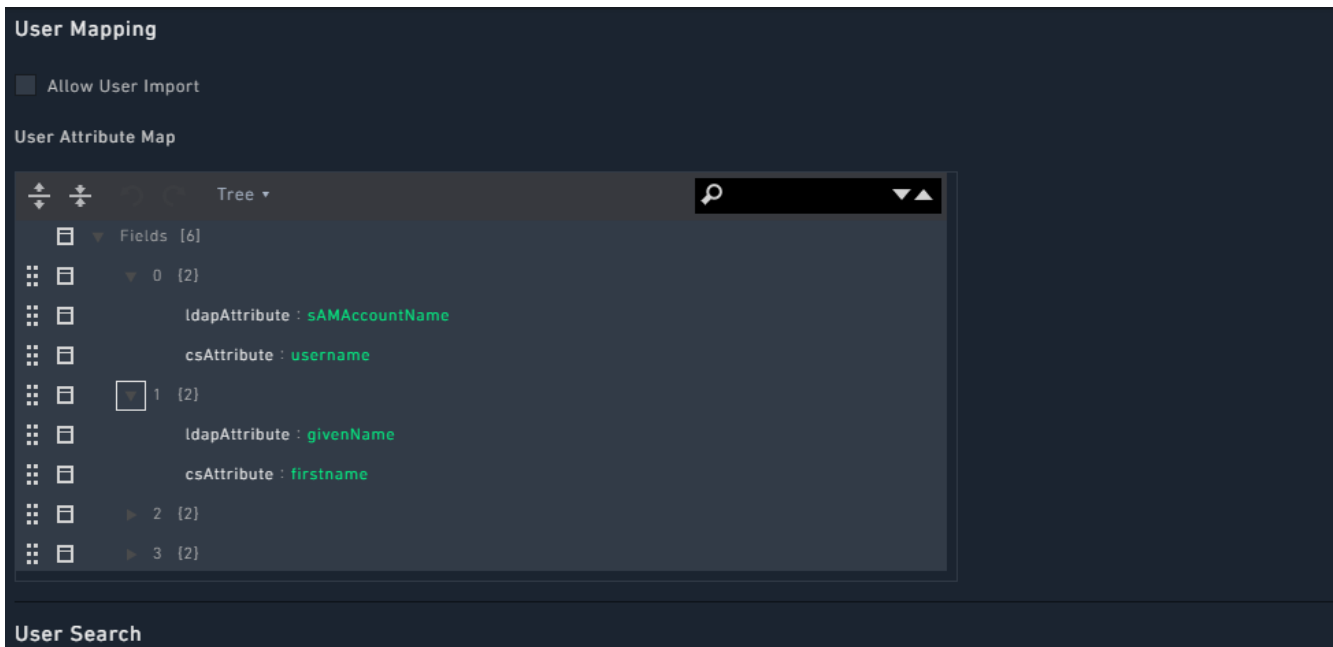 User Mapping
Allow User Import
User Attribute Map
Tree
Fields [6]
0 {2}
ldapAttribute : sAMAccountName
csAttribute : username
1 {2}
ldapAttribute : givenName
csAttribute : firstname
2 {2}
3 {2}
User Search